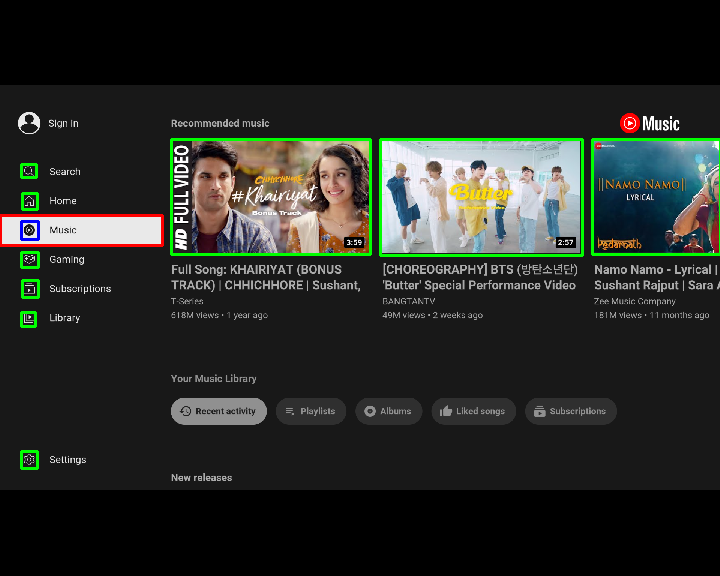 Sign In
Search
Home
Music
Gaming
Subscriptions
Library
Settings
Recommended music
Music
HD FULL VIDEO
CHHICHHORE
#Khairiyat
Bonus Track
3:59
Butter
2:57
||NAMO NAMO||
LYRICAL
Full Song: KHAIRIYAT (BONUS
TRACK) | CHHICHHORE | Sushant,
T-Series
618M views • 1 year ago
[CHOREOGRAPHY] BTS (방탄소년단)
'Butter' Special Performance Video
BANGTANTV
49M views • 2 weeks ago
Namo Namo - Lyrical |
Sushant Rajput | Sara A
Zee Music Company
181M views • 11 months ago
Your Music Library
Recent activity
Playlists
Albums
Liked songs
Subscriptions
New releases